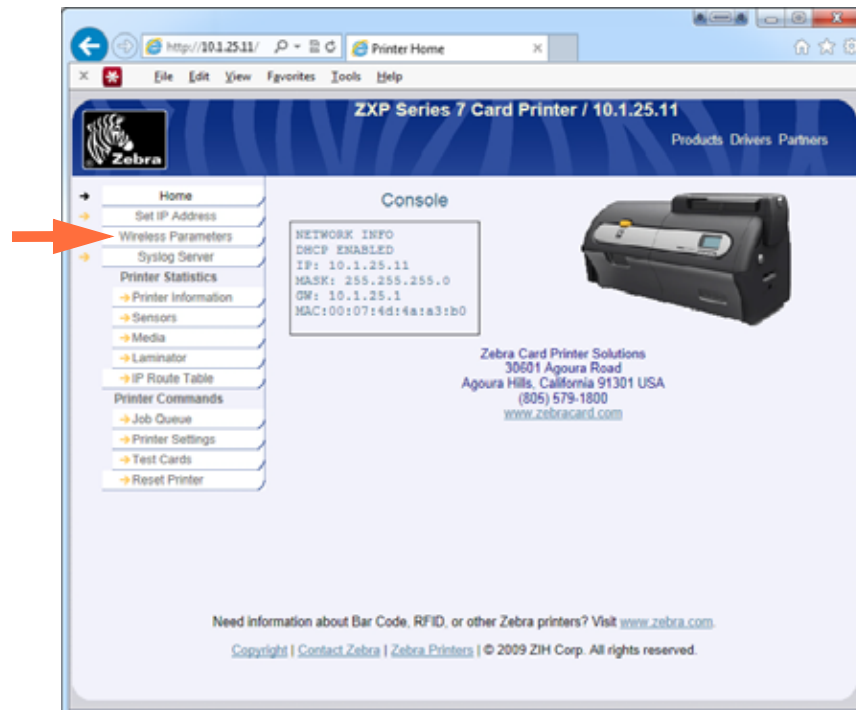 http://10.1.25.11/
Printer Home
File Edit View Favorites Tools Help
ZXP Series 7 Card Printer / 10.1.25.11
Products Drivers Partners
Zebra
Home
Set IP Address
Wireless Parameters
Syslog Server
Printer Statistics
Printer Information
Sensors
Media
Laminator
IP Route Table
Printer Commands
Job Queue
Printer Settings
Test Cards
Reset Printer
Console
NETWORK INFO
DHCP ENABLED
IP: 10.1.25.11
MASK: 255.255.255.0
GW: 10.1.25.1
MAC:00:07:4d:4a:a3:b0
Zebra Card Printer Solutions
30601 Agoura Road
Agoura Hills, California 91301 USA
(805) 579-1800
www.zebracard.com
Need information about Bar Code, RFID, or other Zebra printers? Visit www.zebra.com.
Copyright | Contact Zebra | Zebra Printers | © 2009 ZIH Corp. All rights reserved.